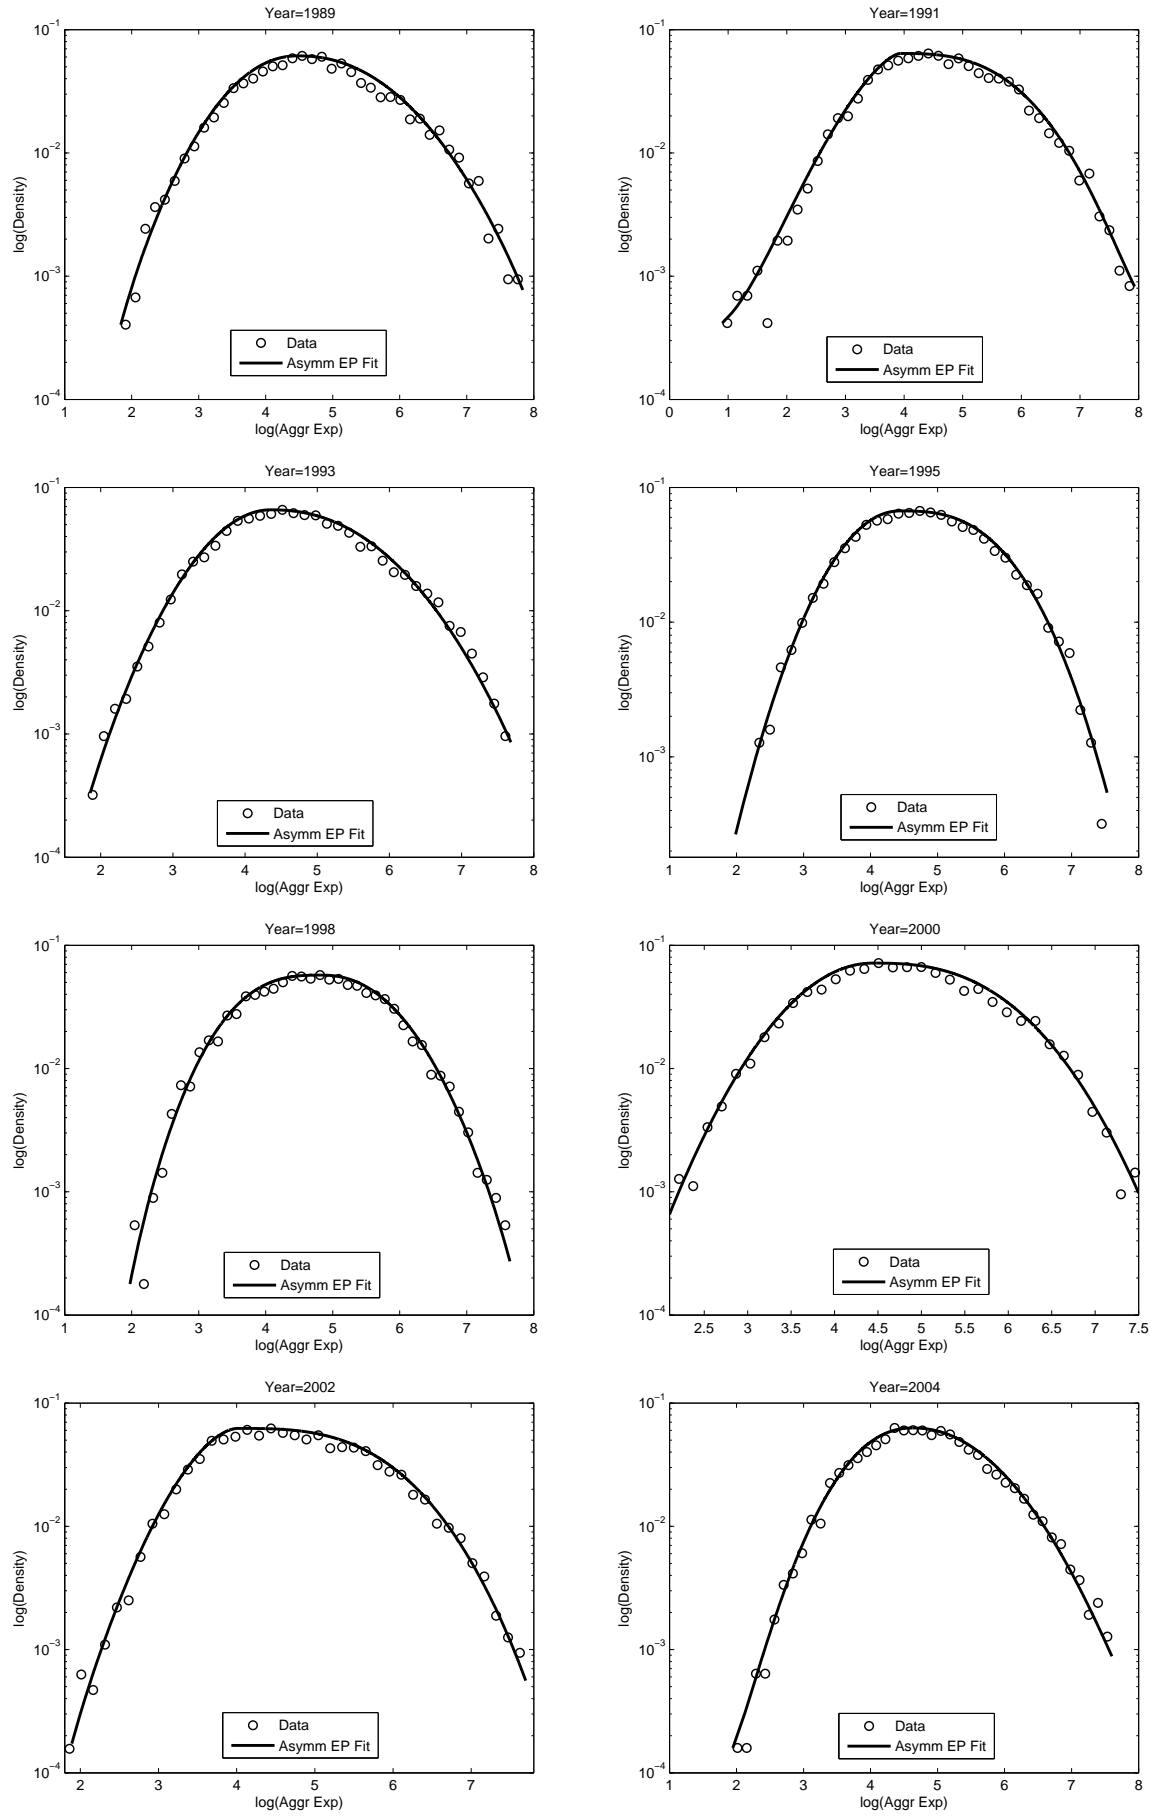 Year=1989
10⁻¹
10⁻²
10⁻³
10⁻⁴
log(Density)
1 2 3 4 5 6 7 8
log(Aggr Exp)
Data
Asymm EP Fit
Year=1991
10⁻¹
10⁻²
10⁻³
10⁻⁴
log(Density)
0 1 2 3 4 5 6 7 8
log(Aggr Exp)
Data
Asymm EP Fit
Year=1993
10⁻¹
10⁻²
10⁻³
10⁻⁴
log(Density)
2 3 4 5 6 7 8
log(Aggr Exp)
Data
Asymm EP Fit
Year=1995
10⁻¹
10⁻²
10⁻³
log(Density)
1 2 3 4 5 6 7 8
log(Aggr Exp)
Data
Asymm EP Fit
Year=1998
10⁻¹
10⁻²
10⁻³
10⁻⁴
log(Density)
1 2 3 4 5 6 7 8
log(Aggr Exp)
Data
Asymm EP Fit
Year=2000
10⁻¹
10⁻²
10⁻³
10⁻⁴
log(Density)
2.5 3 3.5 4 4.5 5 5.5 6 6.5 7 7.5
log(Aggr Exp)
Data
Asymm EP Fit
Year=2002
10⁻¹
10⁻²
10⁻³
10⁻⁴
log(Density)
2 3 4 5 6 7
log(Aggr Exp)
Data
Asymm EP Fit
Year=2004
10⁻¹
10⁻²
10⁻³
10⁻⁴
log(Density)
1 2 3 4 5 6 7 8
log(Aggr Exp)
Data
Asymm EP Fit